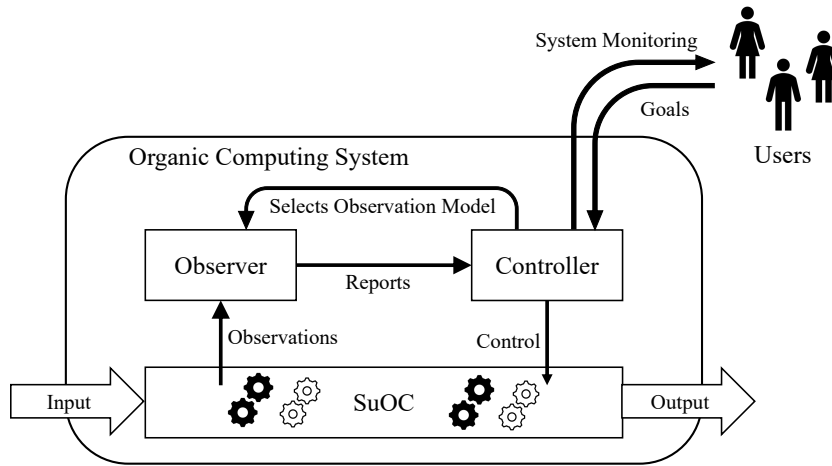 System Monitoring
Goals
Users
Organic Computing System
Selects Observation Model
Observer
Controller
Reports
Observations
Control
Input
SuOC
Output